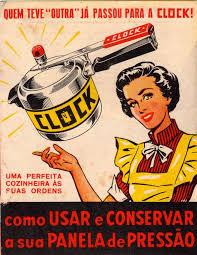 QUEM TEVE "OUTRA" JÁ PASSOU PARA A CLOCK!
CLOCK
CLOCK
UMA PERFEITA
COZINHEIRA ÀS
SUAS ORDENS
como USAR e CONSERVAR
a sua PANELA de PRESSÃO